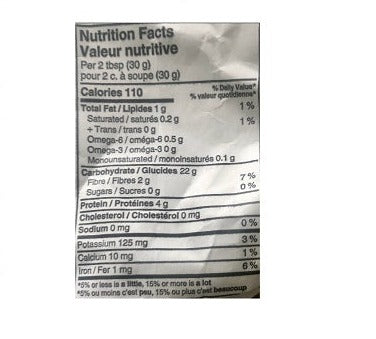 Nutrition Facts
Valeur nutritive
Per 2 tbsp (30 g)
pour 2 c. à soupe (30 g)
Calories 110
% Daily Value*
% valeur quotidienne*
Total Fat / Lipides 1 g 1 %
Saturated / saturés 0.2 g 1 %
+ Trans / trans 0 g
Omega-6 / oméga-6 0.5 g
Omega-3 / oméga-3 0 g
Monounsaturated / monoinsaturés 0.1 g
Carbohydrate / Glucides 22 g
Fibre / Fibres 2 g 7 %
Sugars / Sucres 0 g 0 %
Protein / Protéines 4 g
Cholesterol / Cholestérol 0 mg
Sodium 0 mg 0 %
Potassium 125 mg 3 %
Calcium 10 mg 1 %
Iron / Fer 1 mg 6 %
*5% or less is a little, 15% or more is a lot
*5% ou moins c'est peu, 15% ou plus c'est beaucoup